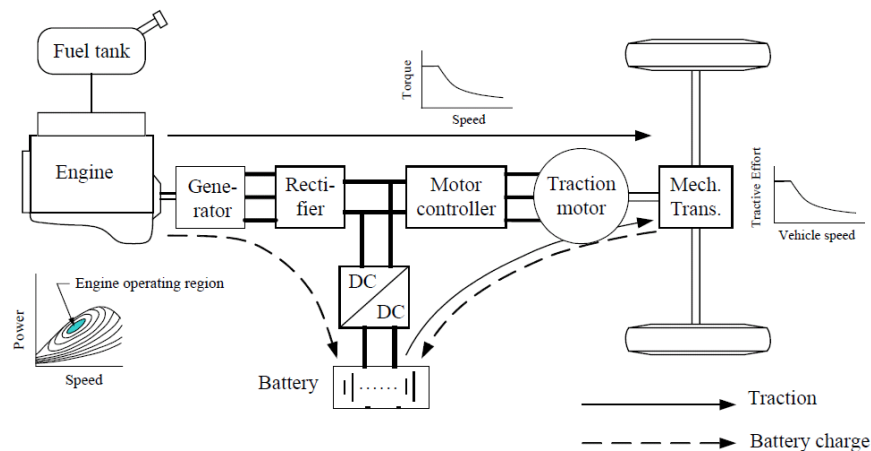 Fuel tank
Torque
Speed
Engine
Gene-
rator
Recti-
fier
Motor
controller
Traction
motor
Mech.
Trans.
Tractive Effort
Vehicle speed
DC
DC
Engine operating region
Power
Speed
Battery
Traction
Battery charge